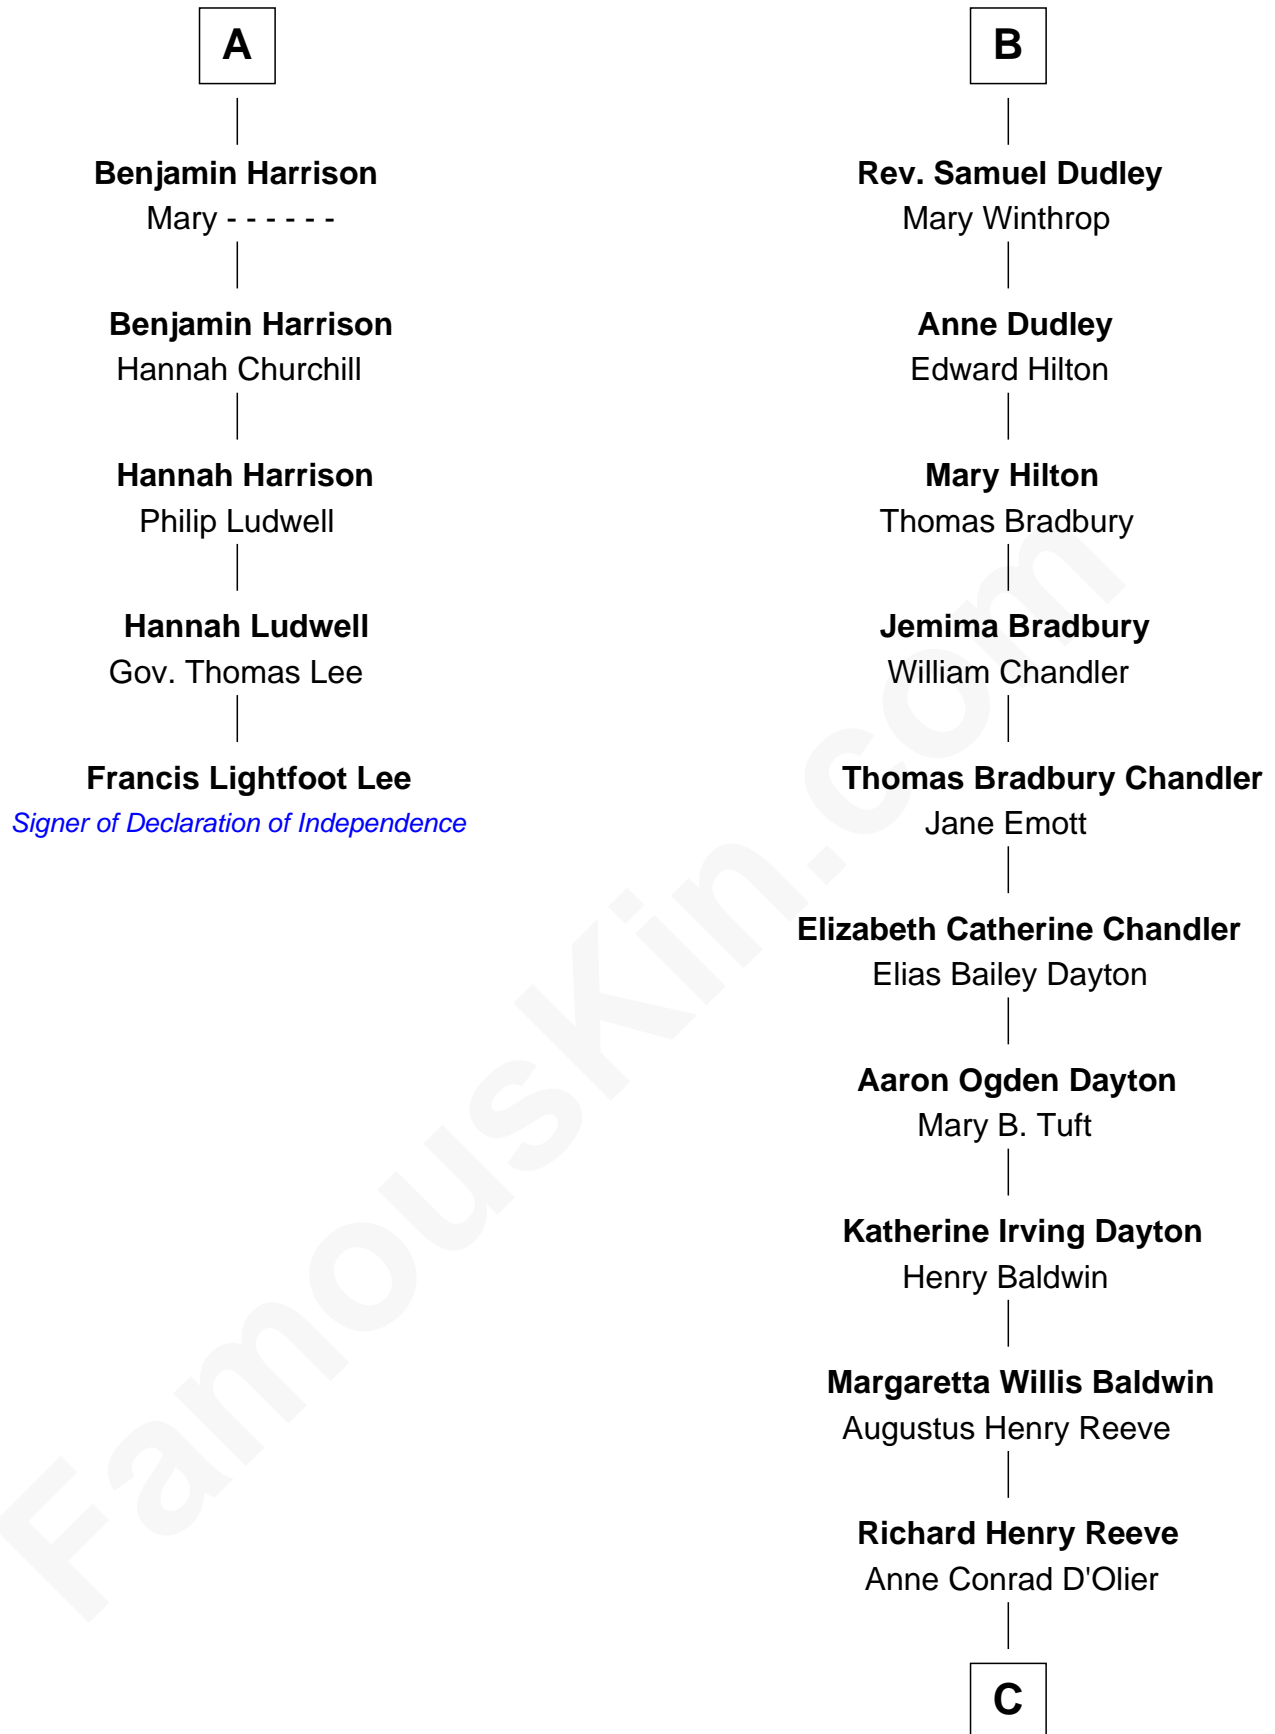 A
Benjamin Harrison
Mary - - - - - -
Benjamin Harrison
Hannah Churchill
Hannah Harrison
Philip Ludwell
Hannah Ludwell
Gov. Thomas Lee
Francis Lightfoot Lee
Signer of Declaration of Independence
B
Rev. Samuel Dudley
Mary Winthrop
Anne Dudley
Edward Hilton
Mary Hilton
Thomas Bradbury
Jemima Bradbury
William Chandler
Thomas Bradbury Chandler
Jane Emott
Elizabeth Catherine Chandler
Elias Bailey Dayton
Aaron Ogden Dayton
Mary B. Tuft
Katherine Irving Dayton
Henry Baldwin
Margaretta Willis Baldwin
Augustus Henry Reeve
Richard Henry Reeve
Anne Conrad D'Olier
C
FamousKin.com